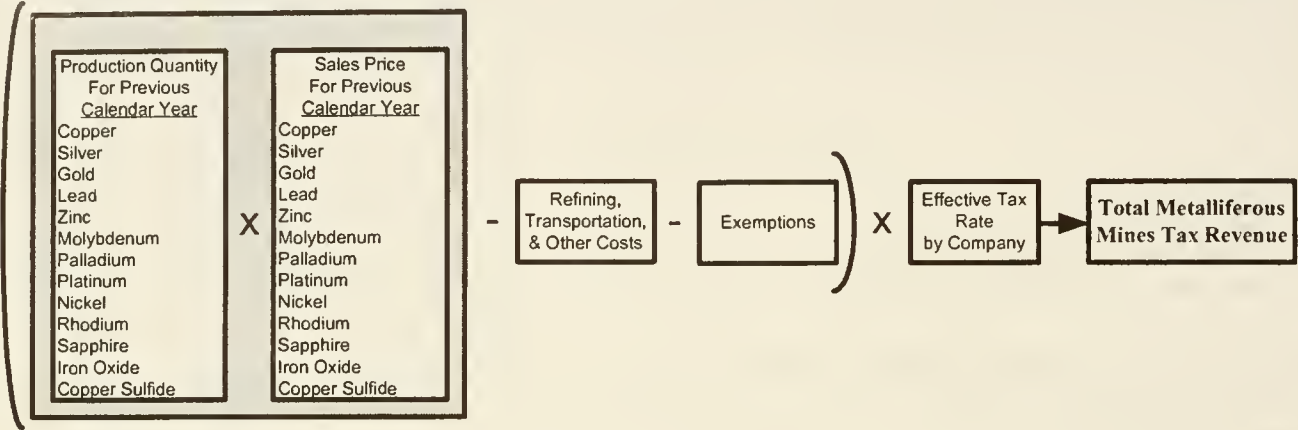 Production Quantity
For Previous
Calendar Year
Copper
Silver
Gold
Lead
Zinc
Molybdenum
Palladium
Platinum
Nickel
Rhodium
Sapphire
Iron Oxide
Copper Sulfide
X
Sales Price
For Previous
Calendar Year
Copper
Silver
Gold
Lead
Zinc
Molybdenum
Palladium
Platinum
Nickel
Rhodium
Sapphire
Iron Oxide
Copper Sulfide
-
Refining,
Transportation,
& Other Costs
-
Exemptions
X
Effective Tax
Rate
by Company
Total Metalliferous
Mines Tax Revenue